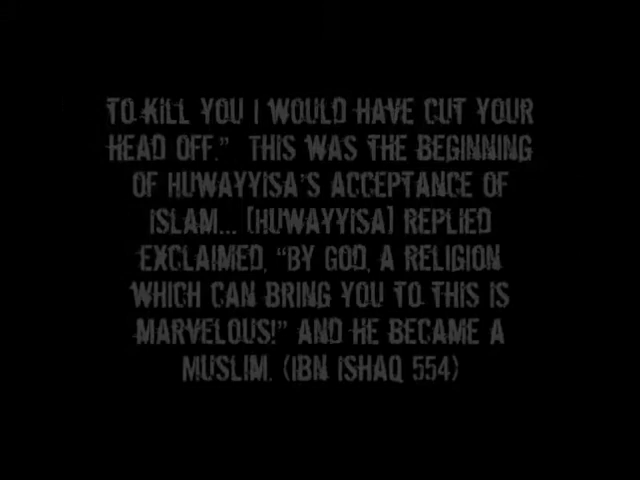 TO KILL YOU I WOULD HAVE CUT YOUR
HEAD OFF." THIS WAS THE BEGINNING
OF HUWAYYISA'S ACCEPTANCE OF
ISLAM... [HUWAYYISA] REPLIED
EXCLAIMED, "BY GOD, A RELIGION
WHICH CAN BRING YOU TO THIS IS
MARVELOUS!" AND HE BECAME A
MUSLIM. (IBN ISHAQ 554)